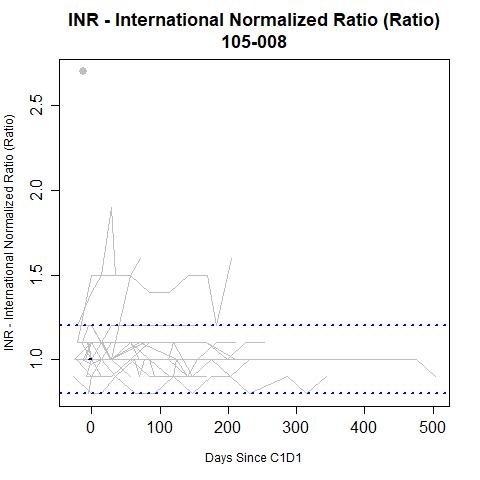 INR - International Normalized Ratio (Ratio)
105-008
INR - International Normalized Ratio (Ratio)
2.5
2.0
1.5
1.0
0 100 200 300 400 500
Days Since C1D1